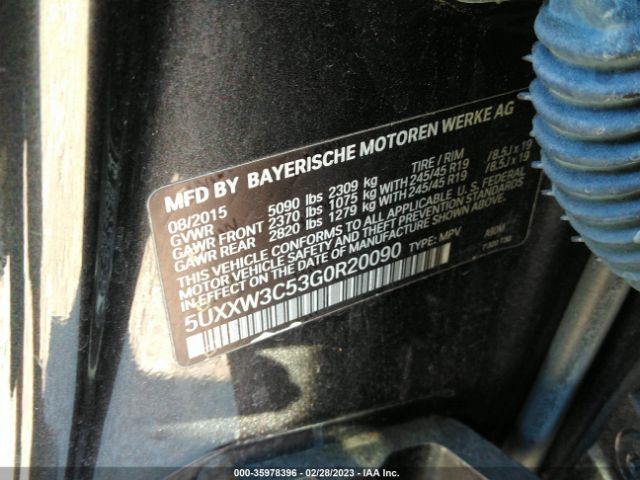 MFD BY BAYERISCHE MOTOREN WERKE AG
08/2015 TIRE / RIM
GVWR 5090 lbs 2309 kg
GAWR FRONT 2370 lbs 1075 kg WITH 245/45 R19 /8.5J x 19
GAWR REAR 2820 lbs 1279 kg WITH 245/45 R19 /8.5J x 19
THIS VEHICLE CONFORMS TO ALL APPLICABLE U.S. FEDERAL
MOTOR VEHICLE SAFETY AND THEFT PREVENTION STANDARDS
IN EFFECT ON THE DATE OF MANUFACTURE SHOWN ABOVE.
5UXXW3C53G0R20090 TYPE: MPV
000-35978396 - 02/28/2023 - IAA Inc.